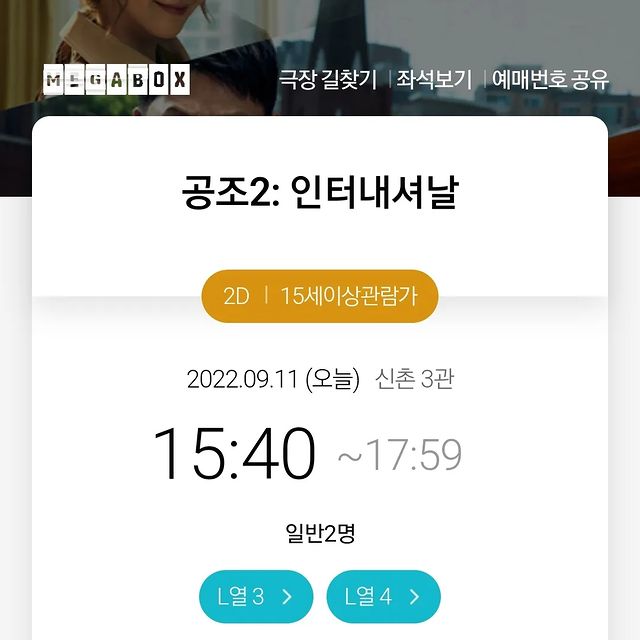 MEGABOX
극장 길찾기 | 좌석보기 | 예매번호 공유
공조2: 인터내셔날
2D | 15세이상관람가
2022.09.11 (오늘) 신촌 3관
15:40 ~17:59
일반2명
L열 3 > L열 4 >